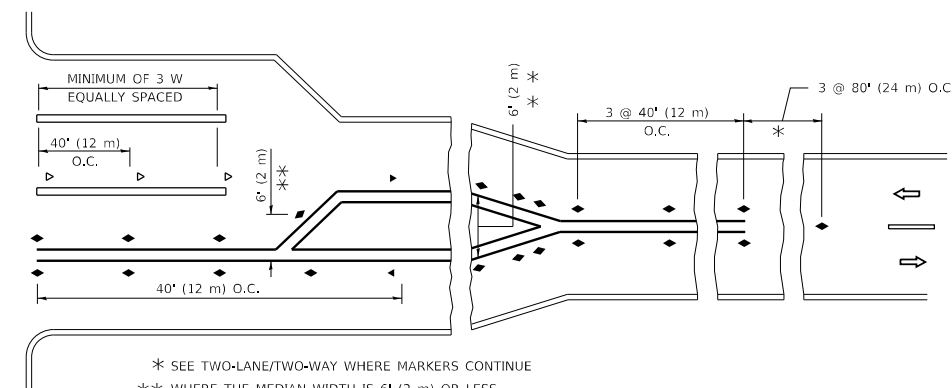 MINIMUM OF 3 W
EQUALLY SPACED
40' (12 m)
O.C.
6' (2 m)
**
6' (2 m)
**
3 @ 40' (12 m)
O.C.
*
3 @ 80' (24 m) O.C
40' (12 m) O.C.
* SEE TWO-LANE/TWO-WAY WHERE MARKERS CONTINUE
** WHERE THE MEDIAN WIDTH IS 6' (2 m) OR LESS